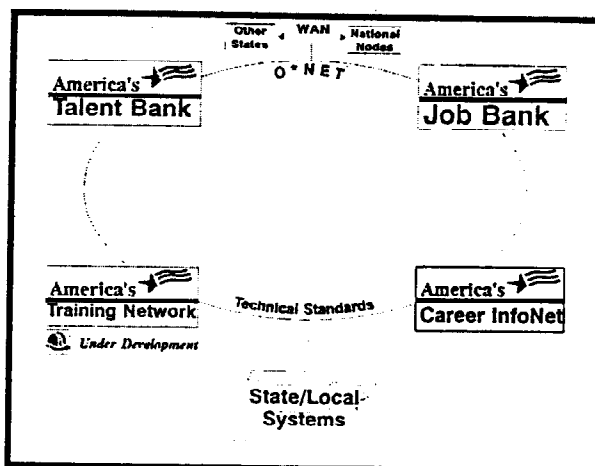 Other States
WAN
National Nodes
O*NET
America's
Talent Bank
America's
Job Bank
America's
Training Network
Under Development
Technical Standards
America's
Career InfoNet
State/Local
Systems